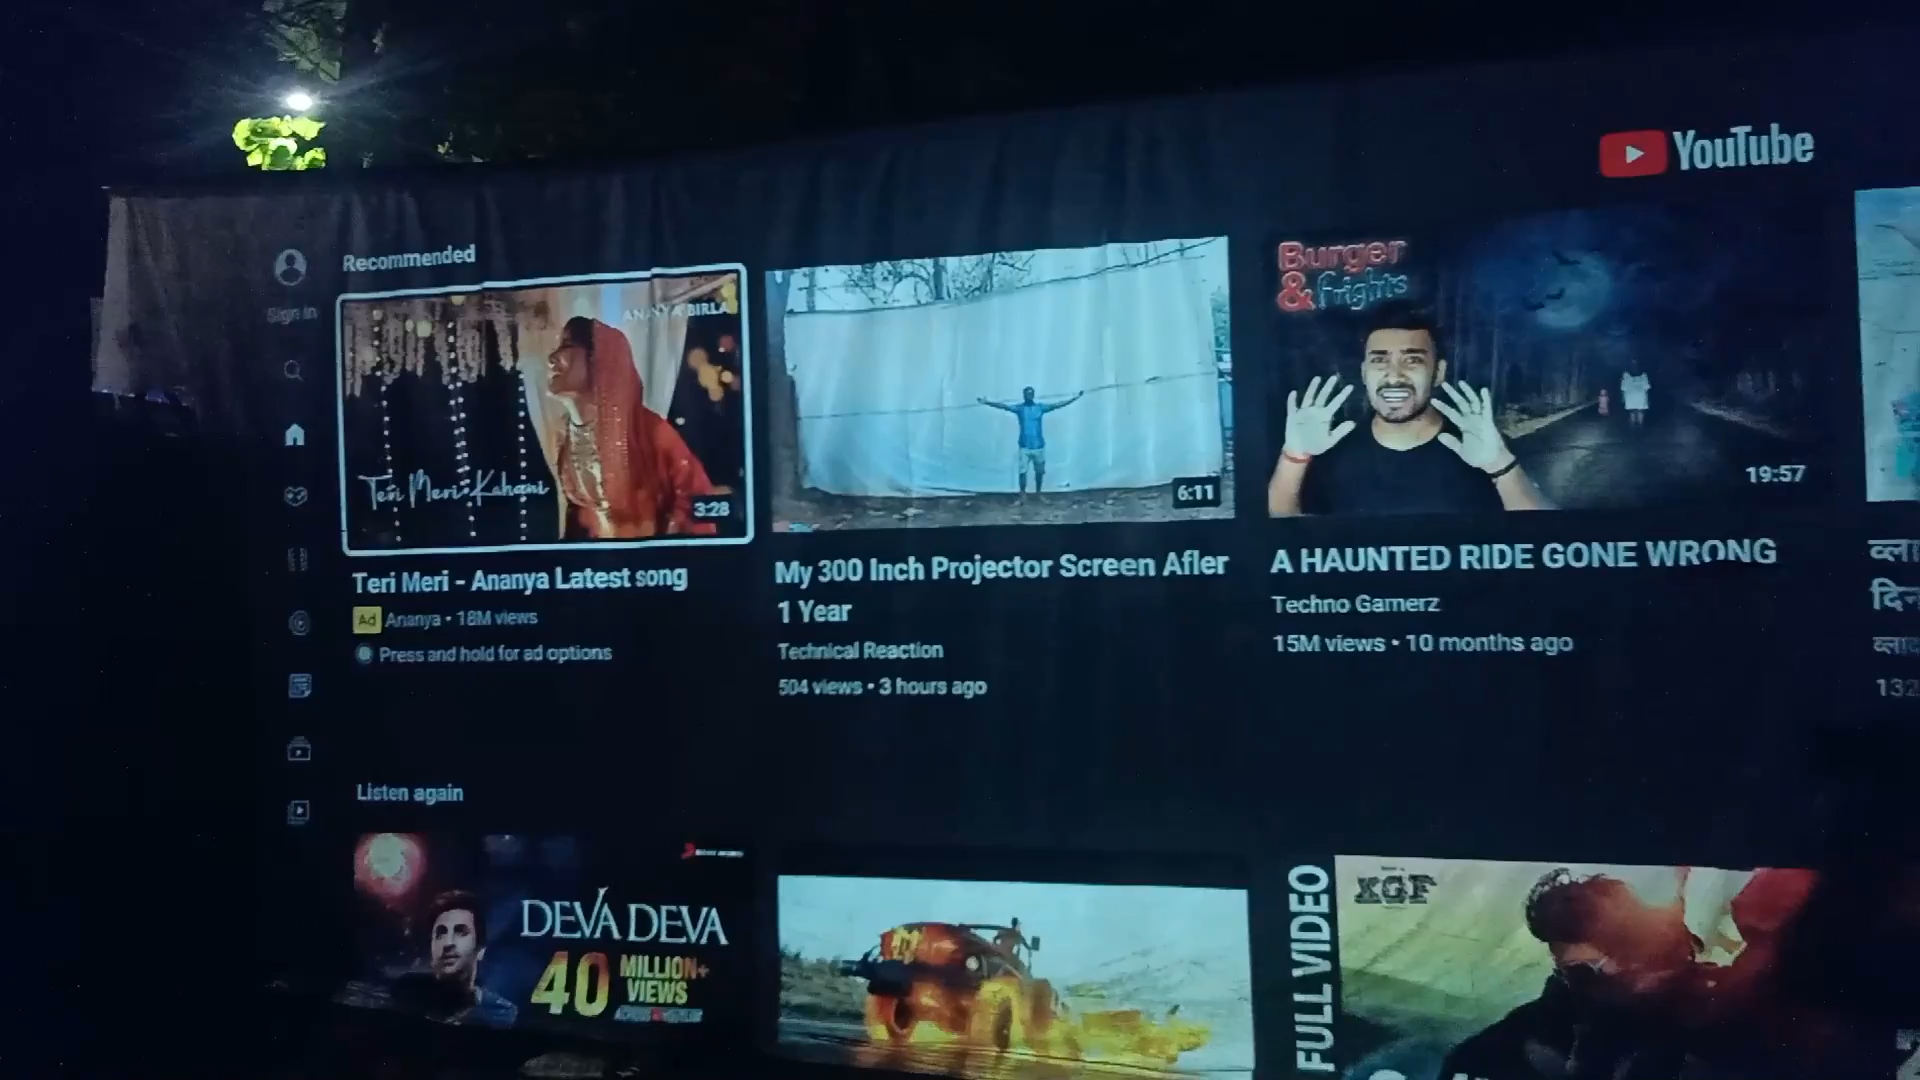 YouTube
Recommended
Sign in
ANANYA BIRLA
Teri Meri Kahani
3:28
Teri Meri - Ananya Latest song
Ad Ananya • 18M views
Press and hold for ad options
6:11
My 300 Inch Projector Screen After
1 Year
Technical Reaction
504 views • 3 hours ago
Burger
& Frights
19:57
A HAUNTED RIDE GONE WRONG
Techno Gamerz
15M views • 10 months ago
132
Listen again
DEVA DEVA
40 MILLION+
VIEWS
FULL VIDEO
KGF